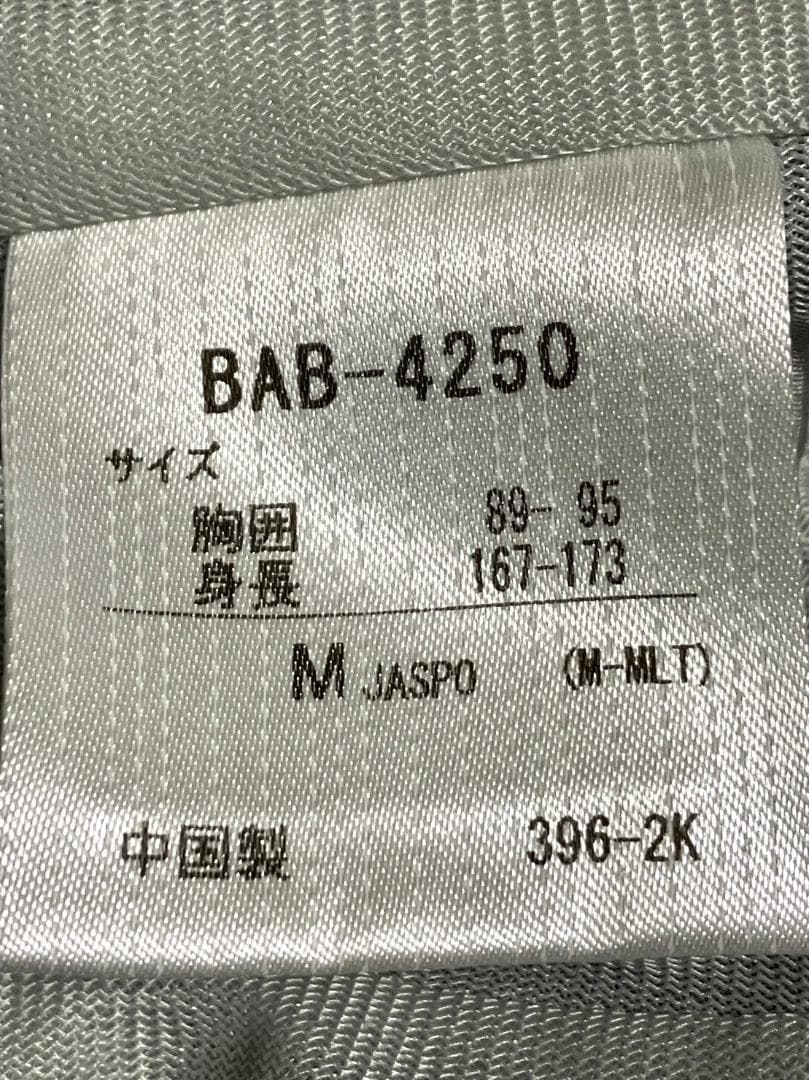 BAB-4250
サイズ
胸囲 89- 95
身長 167-173
M JASPO (M-MLT)
中国製 396-2K